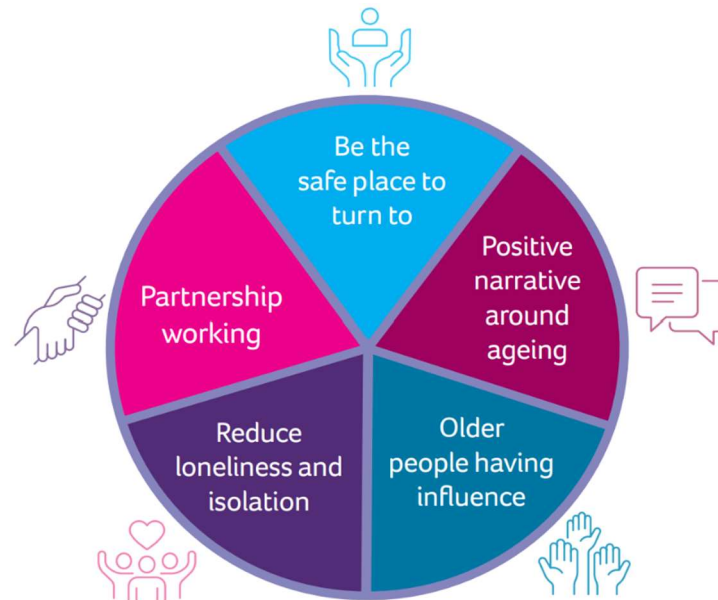 Be the
safe place to
turn to
Positive
narrative
around
ageing
Older
people having
influence
Reduce
loneliness and
isolation
Partnership
working